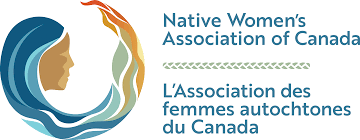 Native Women's
Association of Canada
L'Association des
femmes autochtones
du Canada